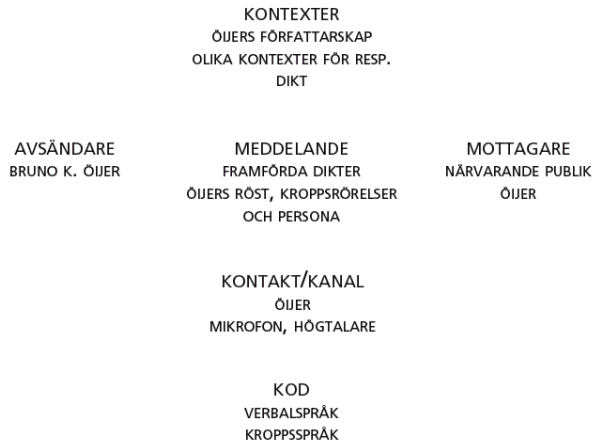 KONTEXTER
ÖIJERS FÖRFATTARSKAP
OLIKA KONTEXTER FÖR RESP.
DIKT
AVSÄNDARE
BRUNO K. ÖIJER
MEDDELANDE
FRAMFÖRDA DIKTER
ÖIJERS RÖST, KROPPSRÖRELSER
OCH PERSONA
MOTTAGARE
NÄRVARANDE PUBLIK
ÖIJER
KONTAKT/KANAL
ÖIJER
MIKROFON, HÖGTALARE
KOD
VERBALSPRÅK
KROPPSSPRÅK